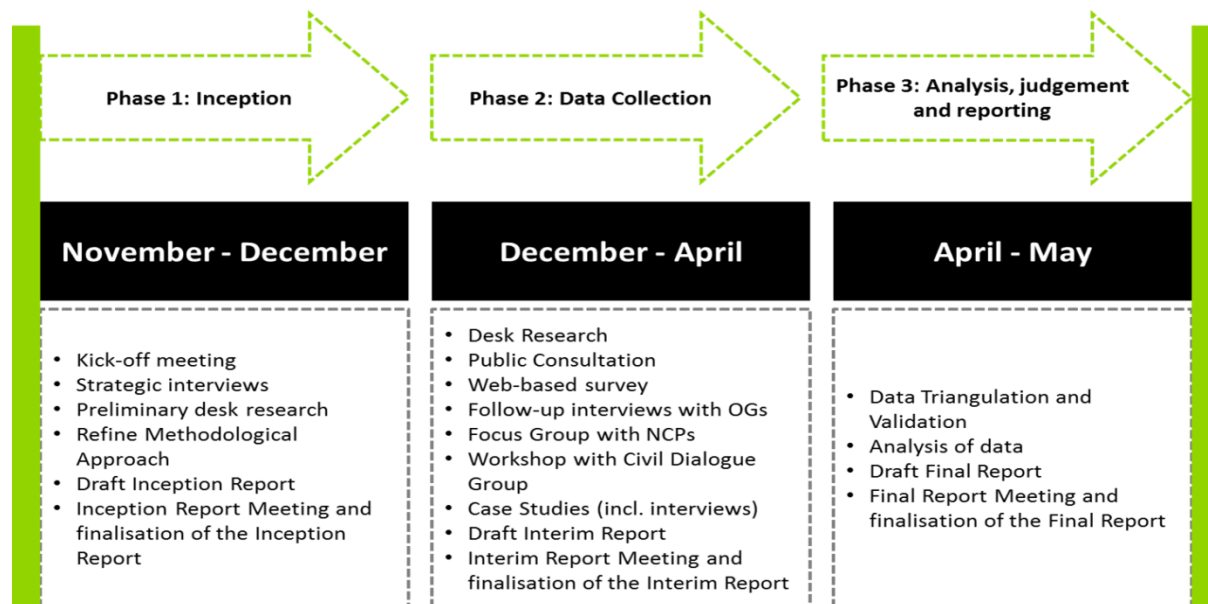 Phase 1: Inception
Phase 2: Data Collection
Phase 3: Analysis, judgement
and reporting
November - December
December - April
April - May
• Kick-off meeting
• Strategic interviews
• Preliminary desk research
• Refine Methodological
Approach
• Draft Inception Report
• Inception Report Meeting and
finalisation of the Inception
Report
• Desk Research
• Public Consultation
• Web-based survey
• Follow-up interviews with OGs
• Focus Group with NCPs
• Workshop with Civil Dialogue
Group
• Case Studies (incl. interviews)
• Draft Interim Report
• Interim Report Meeting and
finalisation of the Interim Report
• Data Triangulation and
Validation
• Analysis of data
• Draft Final Report
• Final Report Meeting and
finalisation of the Final Report